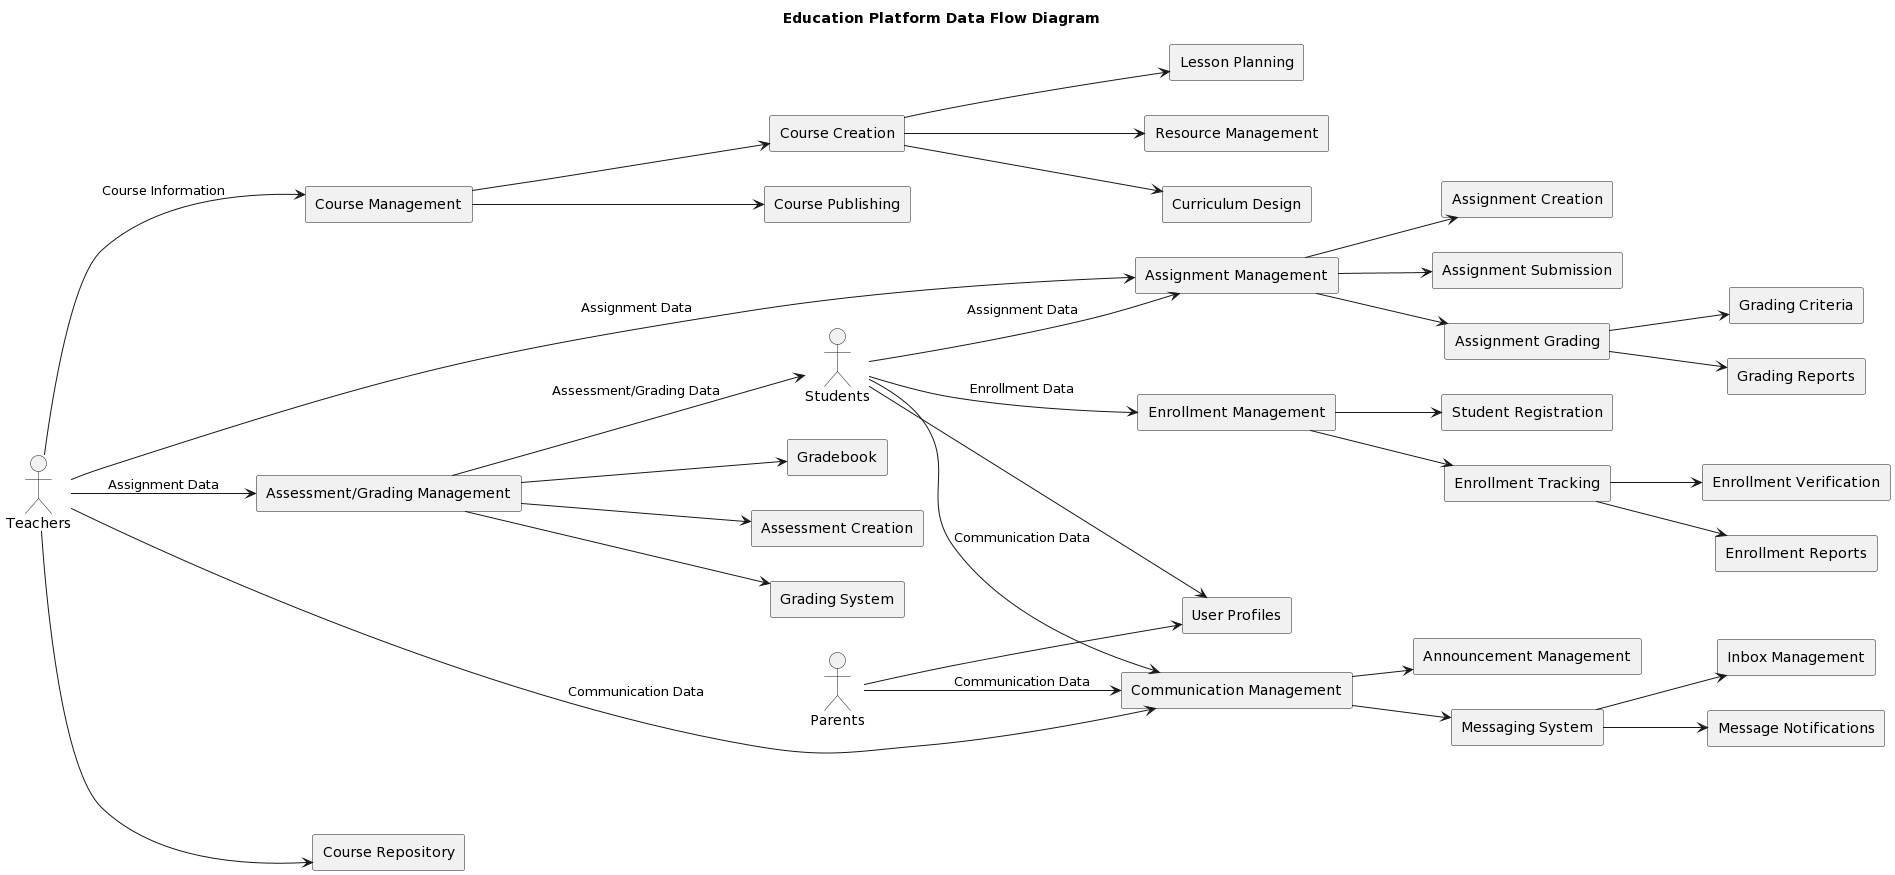 Education Platform Data Flow Diagram
Lesson Planning
Course Creation
Resource Management
Course Information
Course Management
Course Publishing
Curriculum Design
Assignment Creation
Assignment Management
Assignment Submission
Assignment Data
Assignment Data
Grading Criteria
Assignment Grading
Grading Reports
Students
Assessment/Grading Data
Enrollment Data
Enrollment Management
Student Registration
Gradebook
Teachers
Assignment Data
Assessment/Grading Management
Enrollment Tracking
Enrollment Verification
Assessment Creation
Communication Data
Enrollment Reports
Grading System
User Profiles
Announcement Management
Inbox Management
Communication Data
Communication Data
Communication Management
Parents
Messaging System
Message Notifications
Course Repository